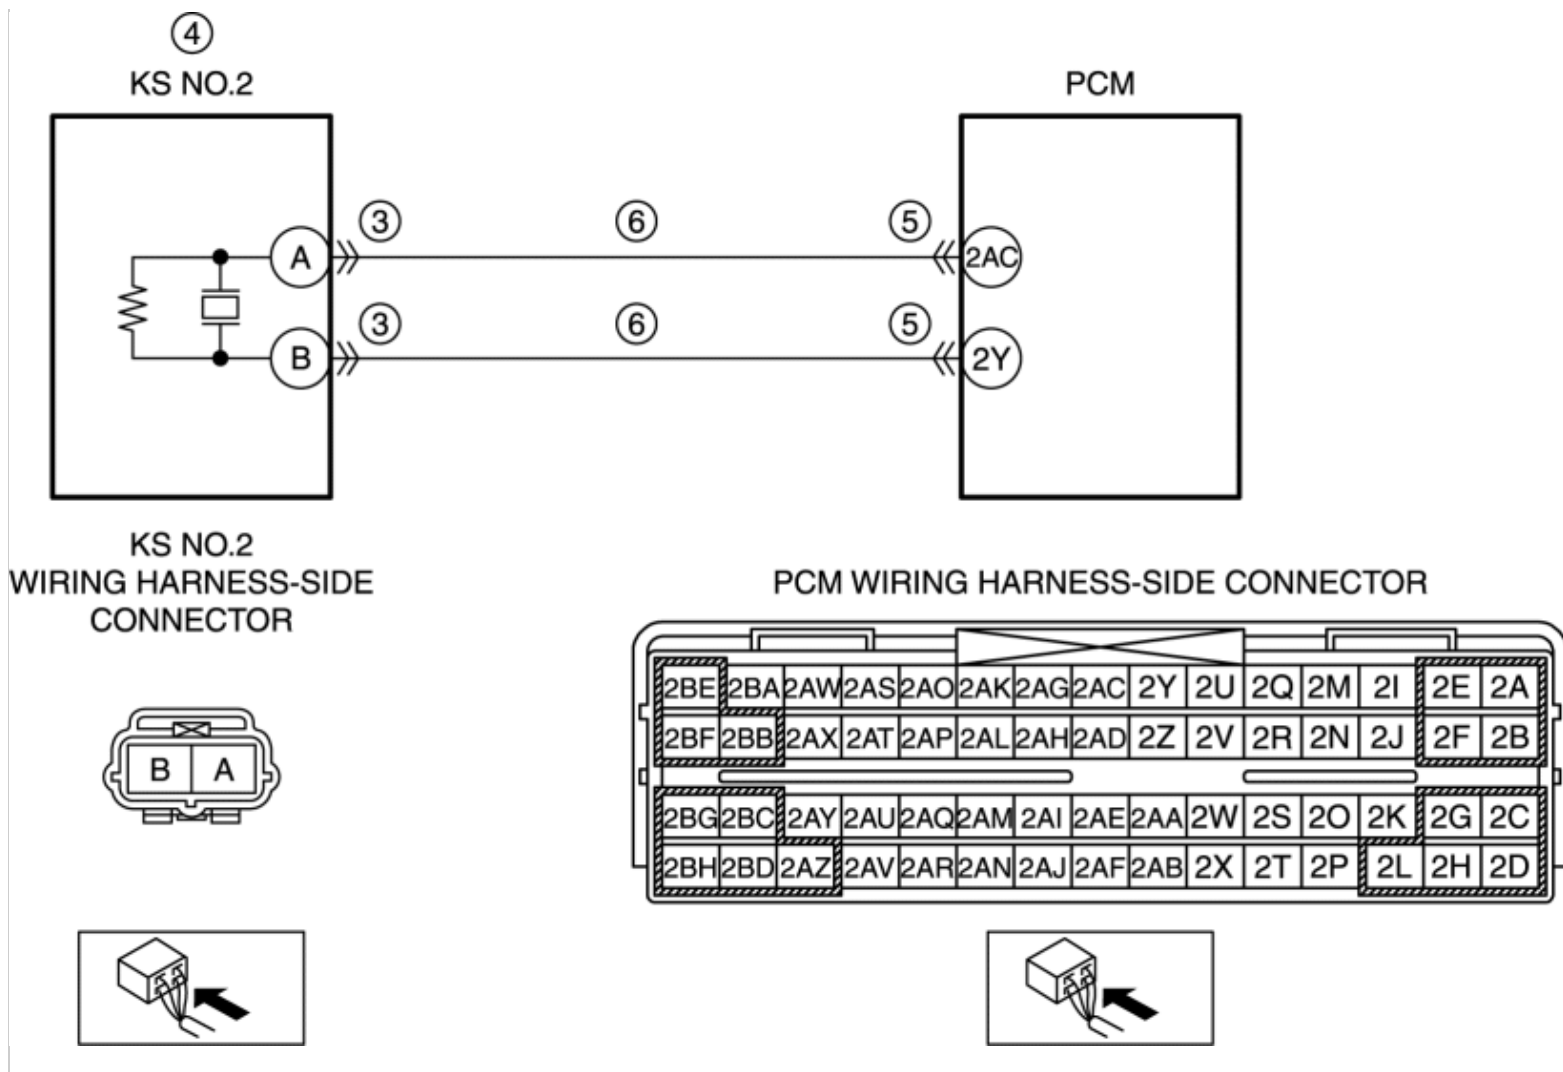 ④
KS NO.2
PCM
③ ⑥ ⑤
A 2AC
③ ⑥ ⑤
B 2Y
KS NO.2
WIRING HARNESS-SIDE
CONNECTOR
PCM WIRING HARNESS-SIDE CONNECTOR
B A
2BE 2BA 2AW 2AS 2AO 2AK 2AG 2AC 2Y 2U 2Q 2M 2I 2E 2A
2BF 2BB 2AX 2AT 2AP 2AL 2AH 2AD 2Z 2V 2R 2N 2J 2F 2B
2BG 2BC 2AY 2AU 2AQ 2AM 2AI 2AE 2AA 2W 2S 2O 2K 2G 2C
2BH 2BD 2AZ 2AV 2AR 2AN 2AJ 2AF 2AB 2X 2T 2P 2L 2H 2D